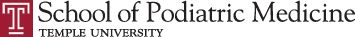 T School of Podiatric Medicine
TEMPLE UNIVERSITY